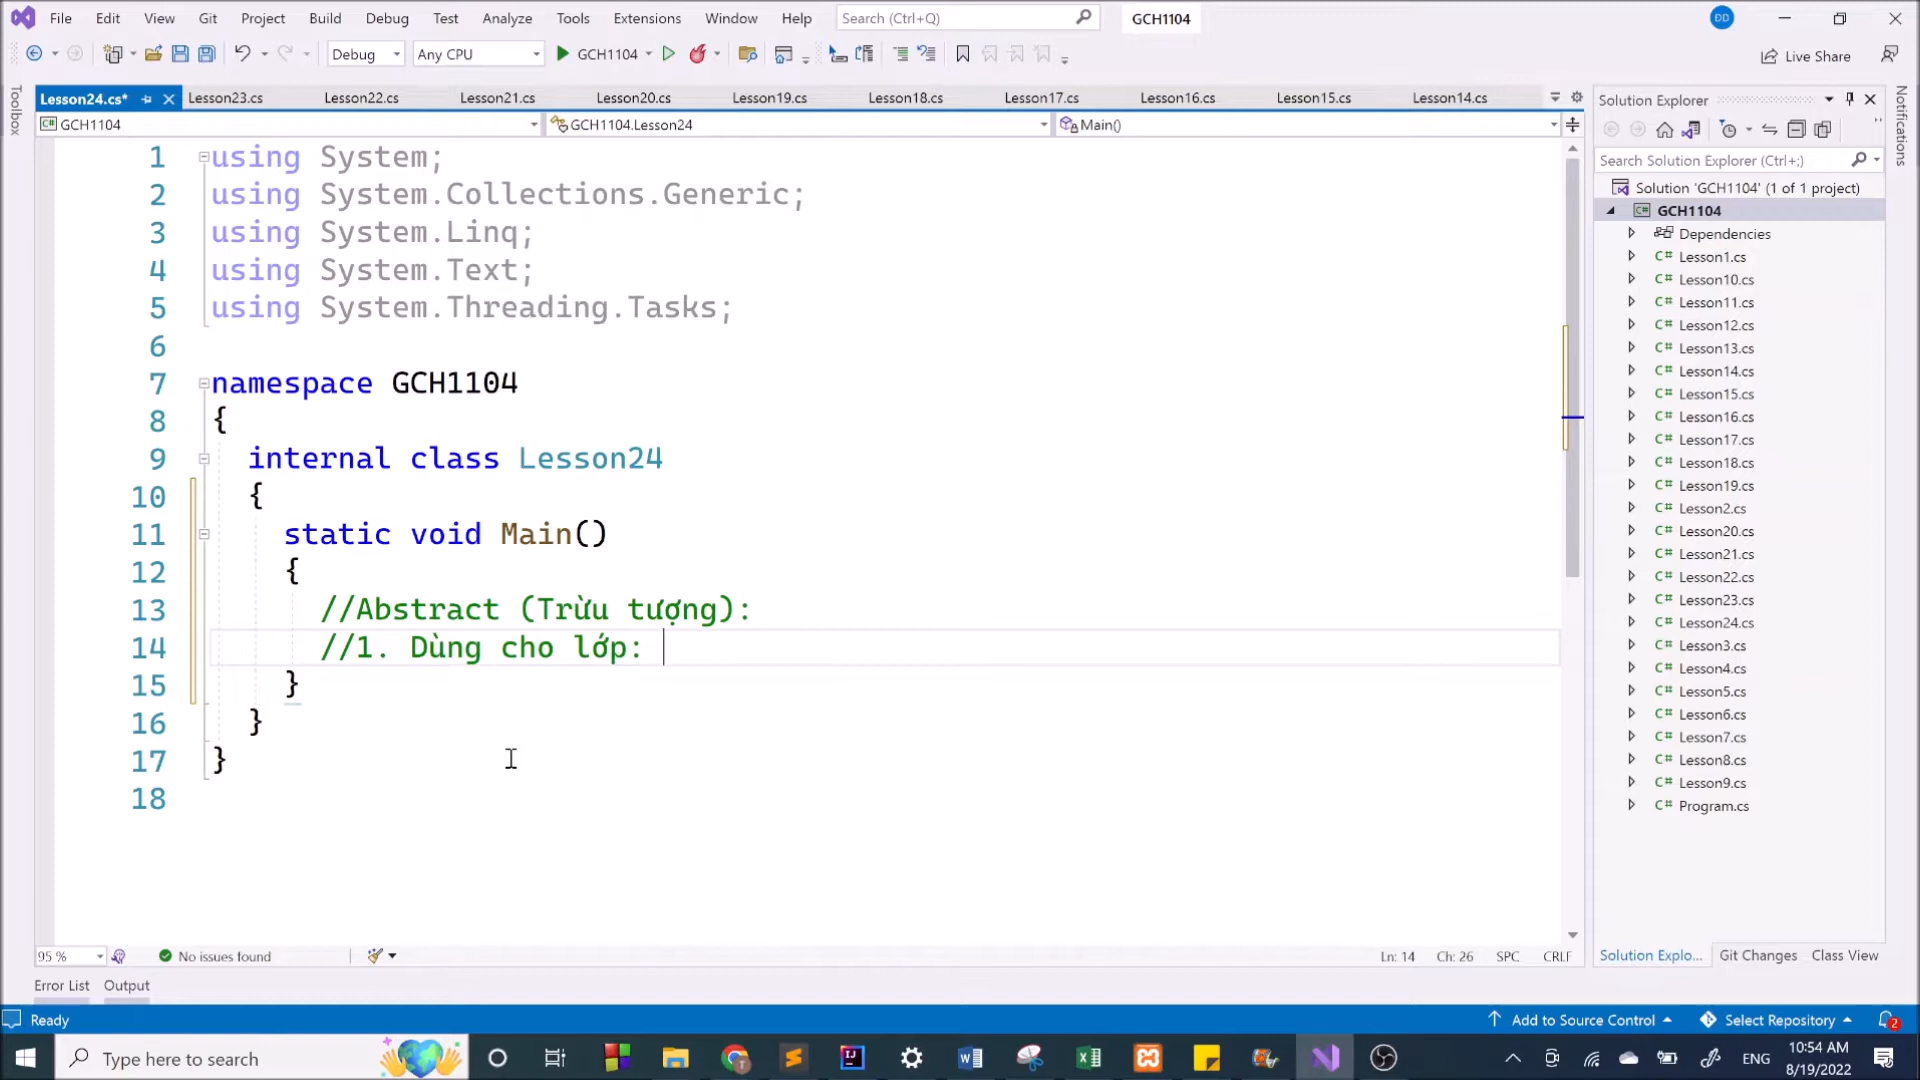 File Edit View Git Project Build Debug Test Analyze Tools Extensions Window Help Search (Ctrl+Q) GCH1104 ĐD
Debug Any CPU GCH1104 Live Share
Toolbox
Lesson24.cs* Lesson23.cs Lesson22.cs Lesson21.cs Lesson20.cs Lesson19.cs Lesson18.cs Lesson17.cs Lesson16.cs Lesson15.cs Lesson14.cs
GCH1104 GCH1104.Lesson24 Main()
1 using System;
2 using System.Collections.Generic;
3 using System.Linq;
4 using System.Text;
5 using System.Threading.Tasks;
6
7 namespace GCH1104
8 {
9 internal class Lesson24
10 {
11 static void Main()
12 {
13 //Abstract (Trừu tượng):
14 //1. Dùng cho lớp:
15 }
16 }
17 }
18
95 % No issues found Ln: 14 Ch: 26 SPC CRLF
Error List Output
Solution Explorer
Search Solution Explorer (Ctrl+;)
Solution 'GCH1104' (1 of 1 project)
C# GCH1104
Dependencies
C# Lesson1.cs
C# Lesson10.cs
C# Lesson11.cs
C# Lesson12.cs
C# Lesson13.cs
C# Lesson14.cs
C# Lesson15.cs
C# Lesson16.cs
C# Lesson17.cs
C# Lesson18.cs
C# Lesson19.cs
C# Lesson2.cs
C# Lesson20.cs
C# Lesson21.cs
C# Lesson22.cs
C# Lesson23.cs
C# Lesson24.cs
C# Lesson3.cs
C# Lesson4.cs
C# Lesson5.cs
C# Lesson6.cs
C# Lesson7.cs
C# Lesson8.cs
C# Lesson9.cs
C# Program.cs
Solution Explo... Git Changes Class View
Notifications
Ready Add to Source Control Select Repository 2
Type here to search ENG 10:54 AM
8/19/2022